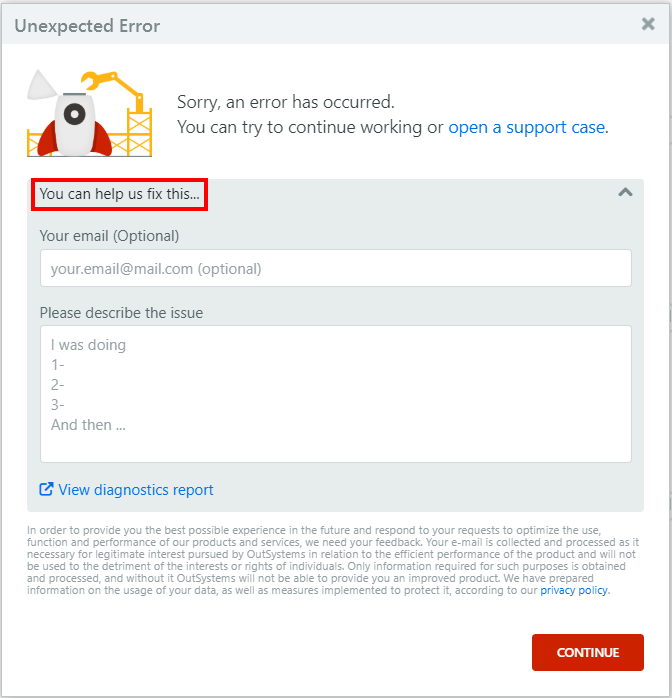 Unexpected Error
Sorry, an error has occurred.
You can try to continue working or open a support case.
You can help us fix this...
Your email (Optional)
your.email@mail.com (optional)
Please describe the issue
I was doing
1-
2-
3-
And then ...
View diagnostics report
In order to provide you the best possible experience in the future and respond to your requests to optimize the use,
function and performance of our products and services, we need your feedback. Your e-mail is collected and processed as it
necessary for legitimate interest pursued by OutSystems in relation to the efficient performance of the product and will not
be used to the detriment of the interests or rights of individuals. Only information required for such purposes is obtained
and processed, and without it OutSystems will not be able to provide you an improved product. We have prepared
information on the usage of your data, as well as measures implemented to protect it, according to our privacy policy.
CONTINUE